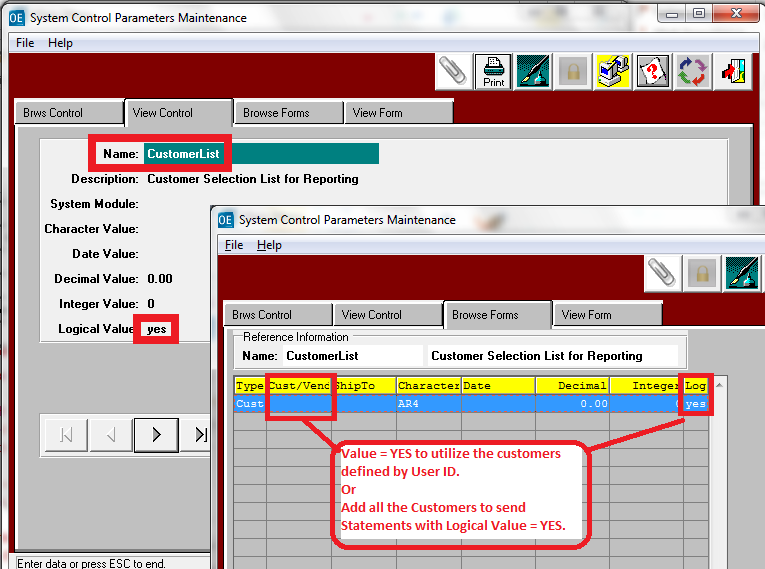 OE System Control Parameters Maintenance
File Help
Print
Brws Control View Control Browse Forms View Form
Name: CustomerList
Description: Customer Selection List for Reporting
System Module:
Character Value:
Date Value:
Decimal Value: 0.00
Integer Value: 0
Logical Value yes
Enter data or press ESC to end.
OE System Control Parameters Maintenance
File Help
Brws Control View Control Browse Forms View Form
Reference Information
Name: CustomerList Customer Selection List for Reporting
Type Cust/Vend ShipTo Character Date Decimal Integer Log
Cust AR4 0.00 yes
Value = YES to utilize the customers
defined by User ID.
Or
Add all the Customers to send
Statements with Logical Value = YES.